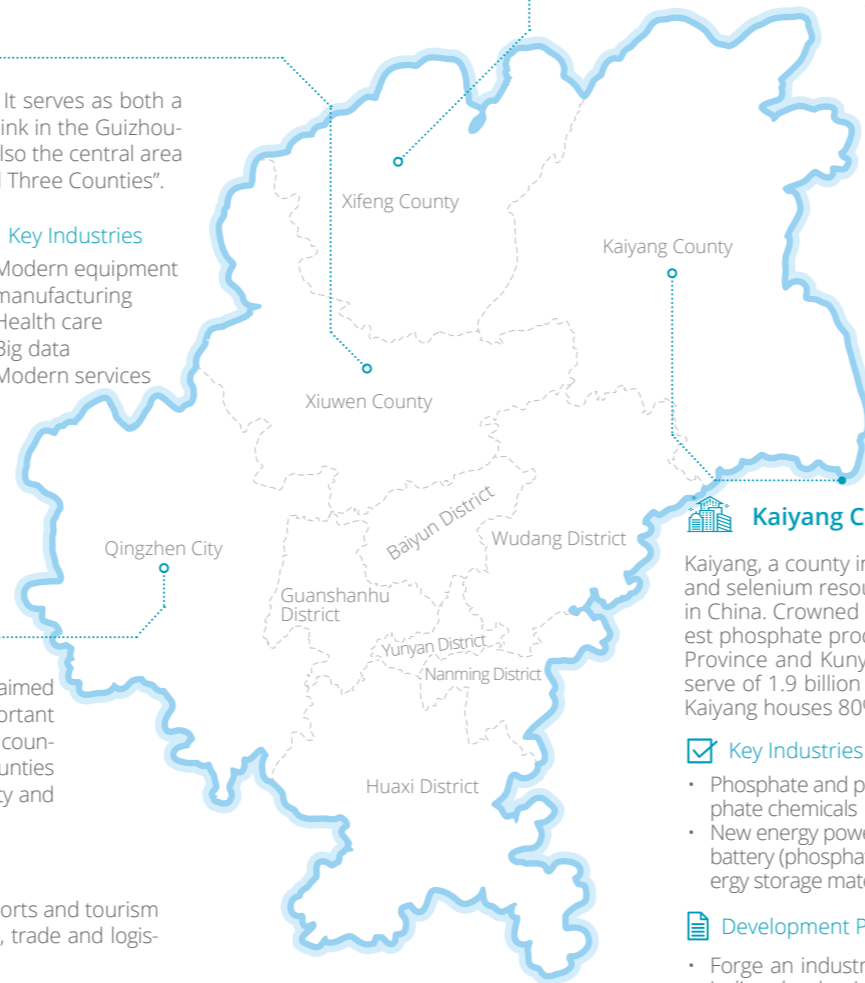 It serves as both a
ink in the Guizhou-
lso the central area
Three Counties”.
Key Industries
Modern equipment
manufacturing
Health care
Big data
Modern services
Xifeng County
Kaiyang County
Xiuwen County
Qingzhen City
Baiyun District
Wudang District
Guanshanhu
District
Yunyan District
Nanming District
Huaxi District
aimed
ortant
coun-
unties
ty and
orts and tourism
, trade and logis-
Kaiyang C
Kaiyang, a county in
and selenium resou
in China. Crowned
est phosphate proc
Province and Kuny
serve of 1.9 billion
Kaiyang houses 80%
Key Industries
· Phosphate and p
phate chemicals
· New energy powe
battery (phospha
ergy storage mate
Development P
· Forge an industr